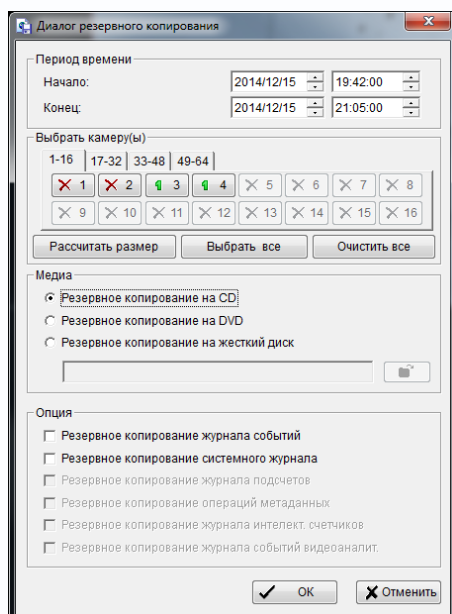 Диалог резервного копирования
Период времени
Начало: 2014/12/15 19:42:00
Конец: 2014/12/15 21:05:00
Выбрать камеру(ы)
1-16 17-32 33-48 49-64
1 2 3 4 5 6 7 8
9 10 11 12 13 14 15 16
Рассчитать размер Выбрать все Очистить все
Медиа
Резервное копирование на CD
Резервное копирование на DVD
Резервное копирование на жесткий диск
Опция
Резервное копирование журнала событий
Резервное копирование системного журнала
Резервное копирование журнала подсчетов
Резервное копирование операций метаданных
Резервное копирование журнала интелект. счетчиков
Резервное копирование журнала событий видеоаналит.
ОК Отменить